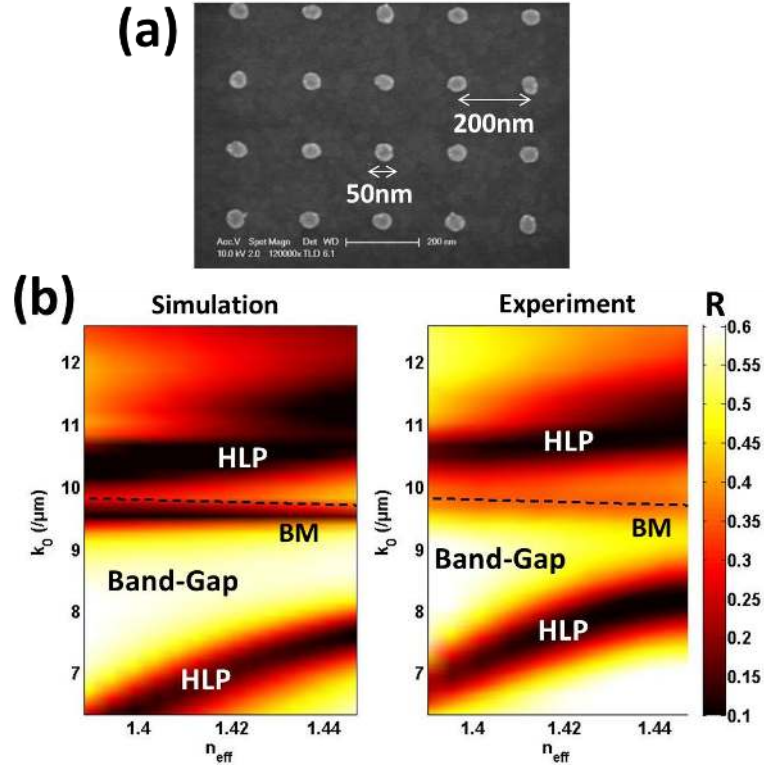 (a)
200nm
50nm
Acc.V Spot Magn Det WD
10.0 kV 2.0 120000x TLD 6.1 200 nm
(b)
Simulation
Experiment
R
12
11
10
9
8
7
k0 (/μm)
HLP
BM
Band-Gap
HLP
1.4 1.42 1.44
neff
12
11
10
9
8
7
k0 (/μm)
HLP
BM
Band-Gap
HLP
1.4 1.42 1.44
neff
0.6
0.55
0.5
0.45
0.4
0.35
0.3
0.25
0.2
0.15
0.1